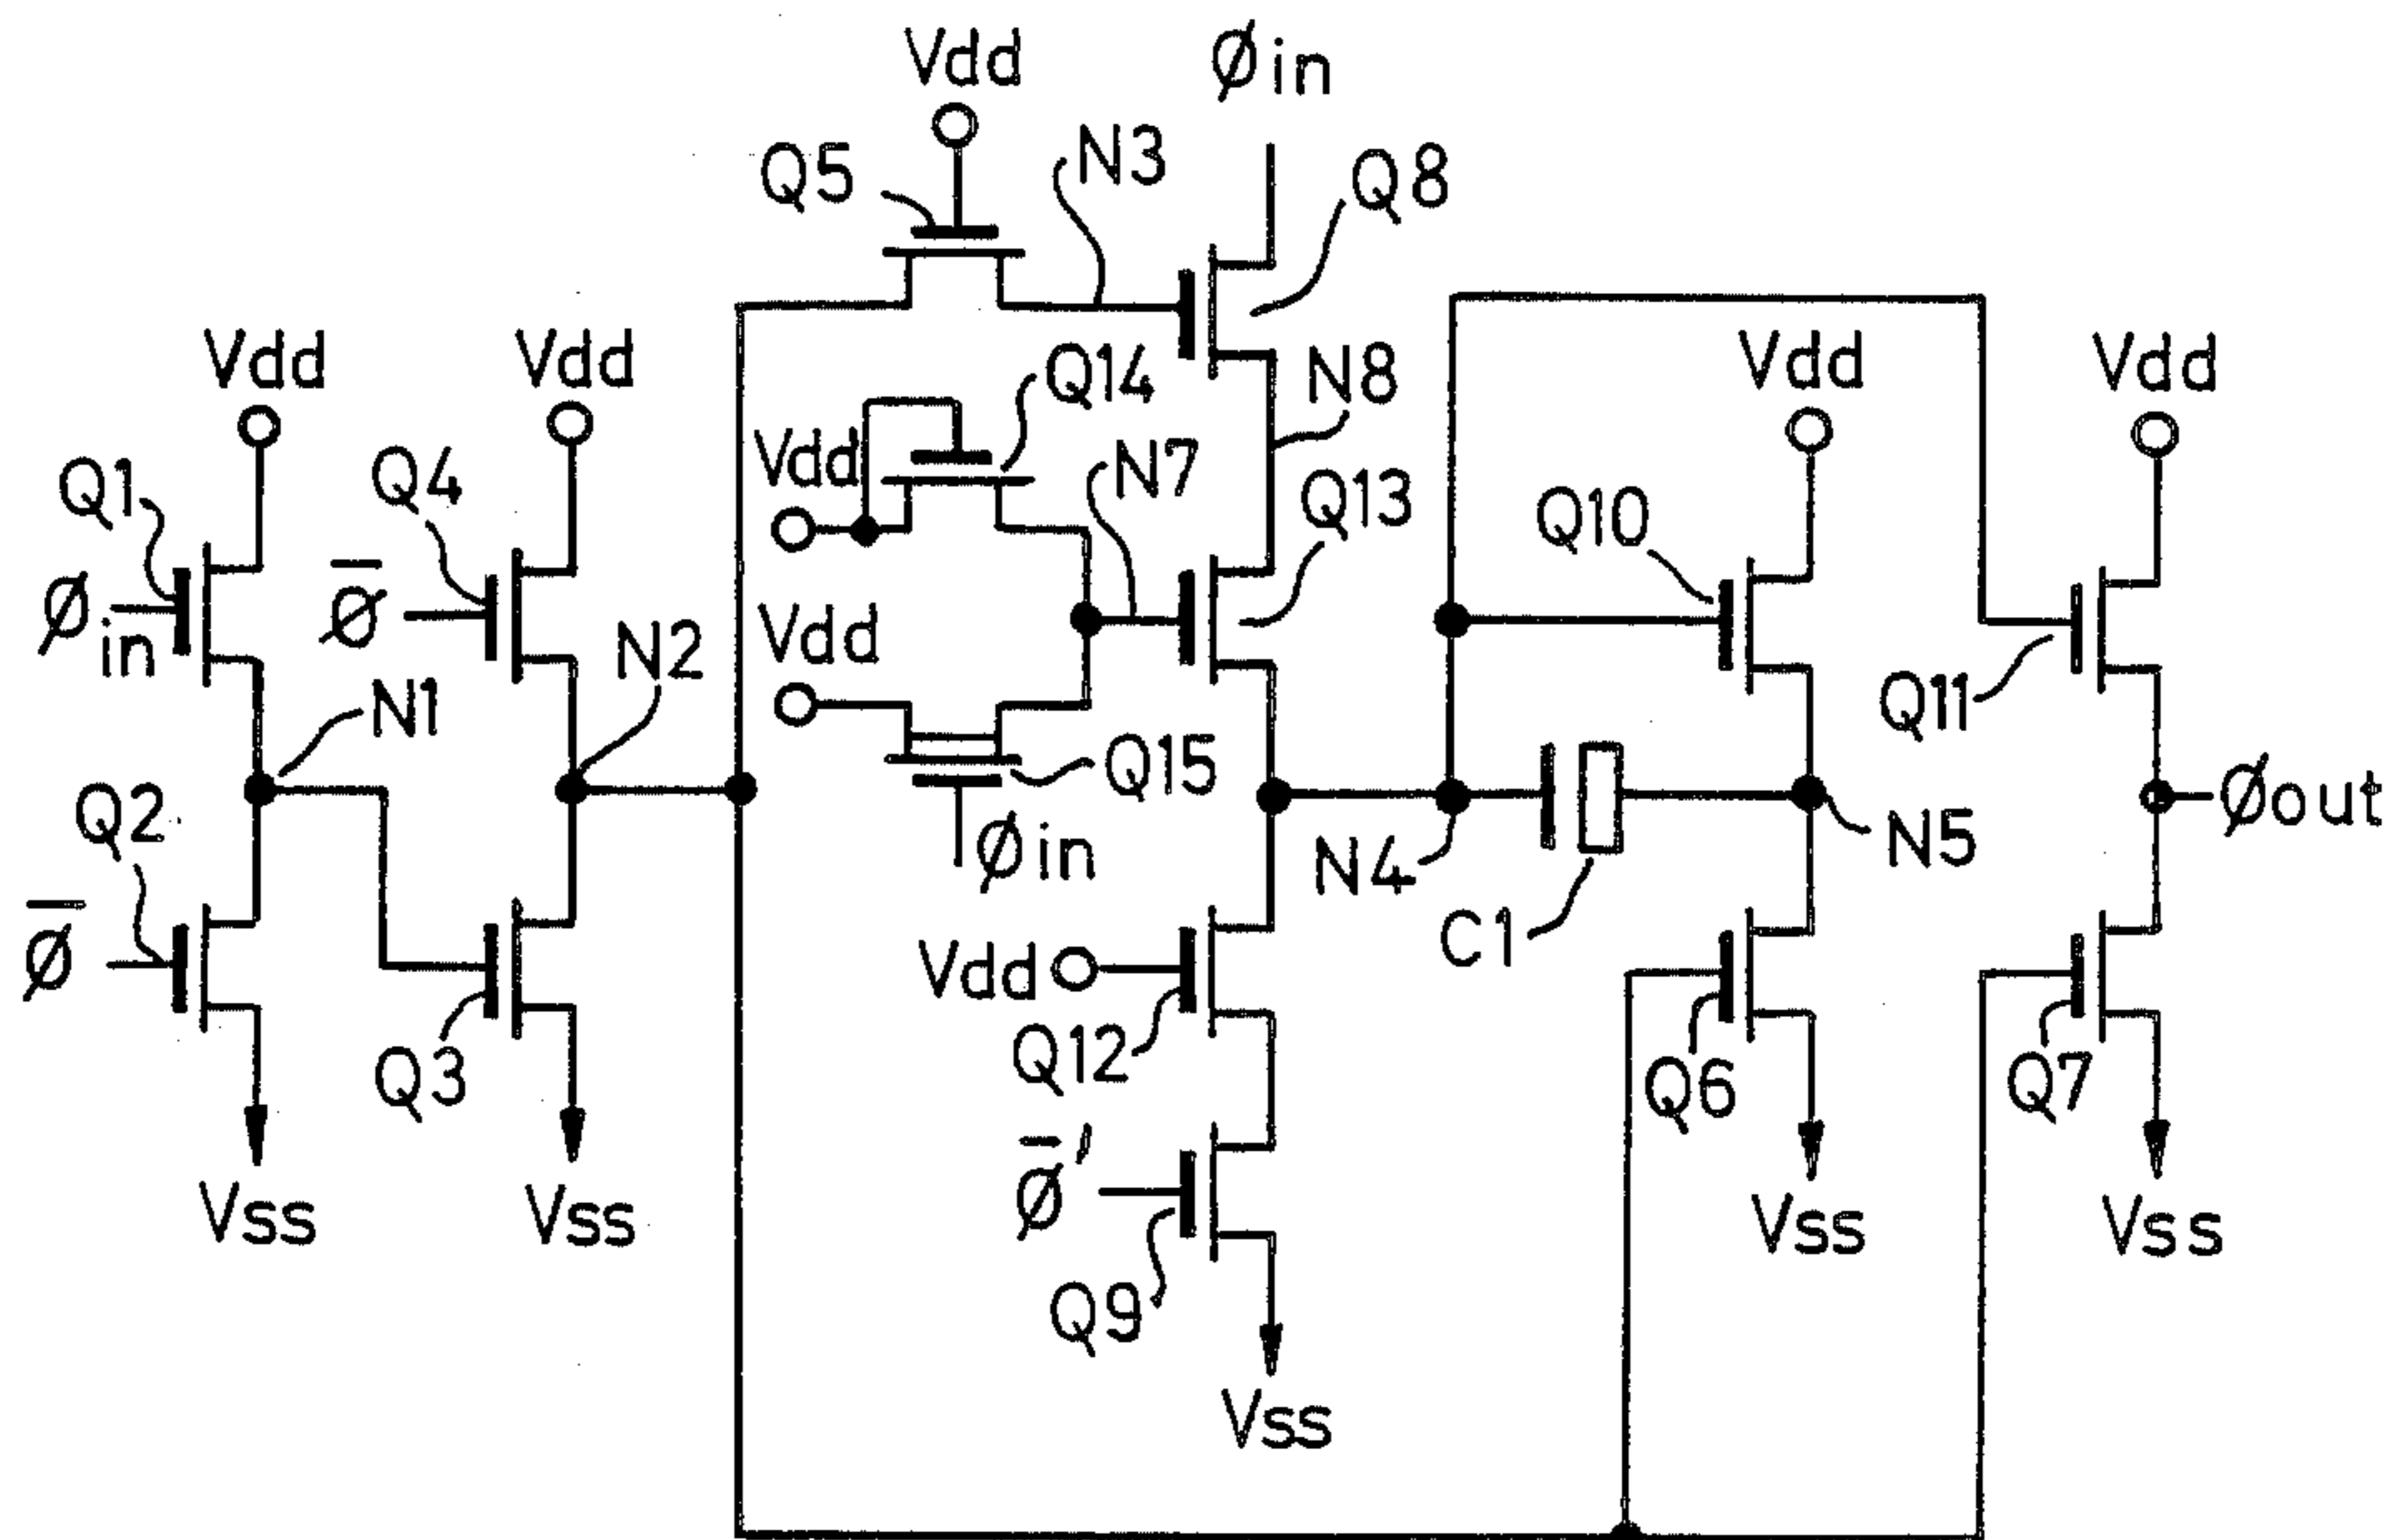 Vdd
Øin
Q5
N3
Q8
Vdd
Vdd
Q14
N8
Vdd
Vdd
Q1
Q4
Vdd
N7
Q13
Q10
Øin
Ø̅
N2
Vdd
N1
Q11
Q2
Q15
Øin
N4
N5
Øout
Ø̅
C1
Vdd
Q3
Q12
Q6
Q7
Ø̅'
Vss
Vss
Q9
Vss
Vss
Vss